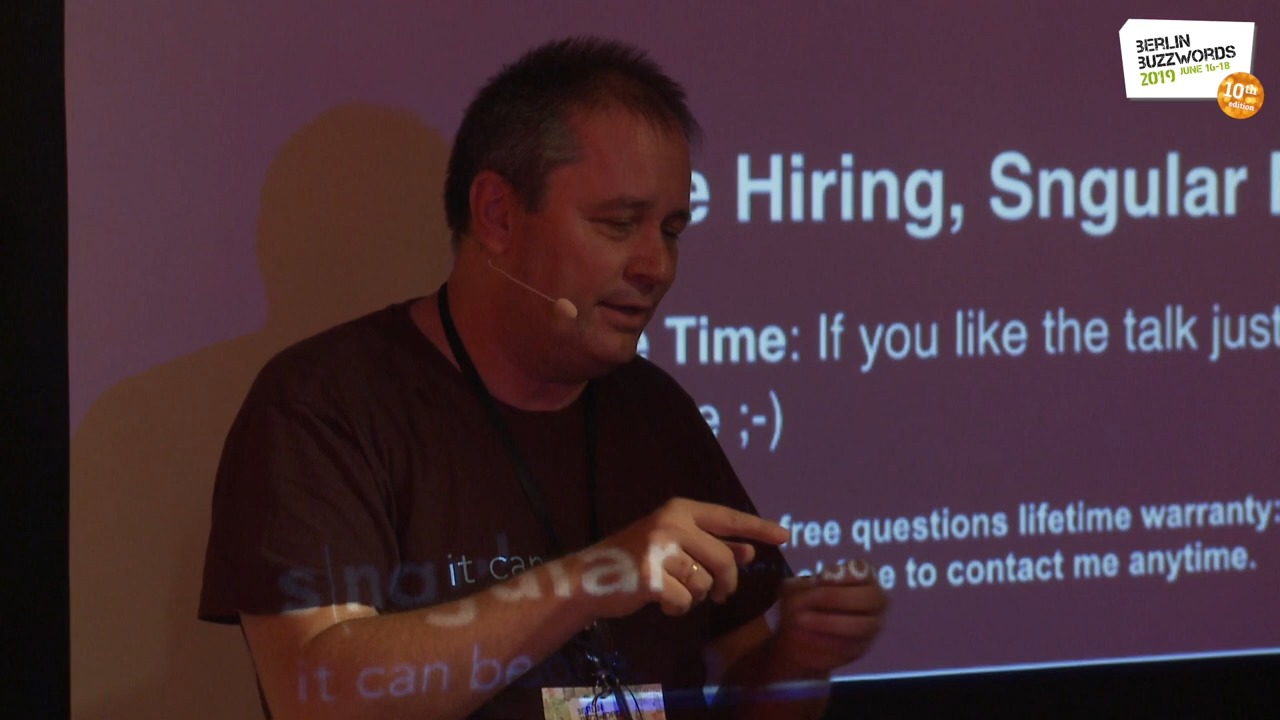 BERLIN
BUZZWORDS
2019 JUNE 16-18
10th
edition
e Hiring, Sngular
e Time: If you like the talk just
e ;-)
free questions lifetime warranty:
e to contact me anytime.
it can
sngular
it can be